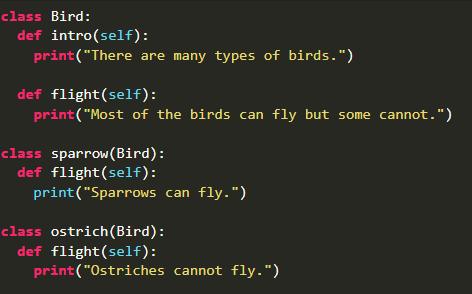 class Bird:
  def intro(self):
    print("There are many types of birds.")

  def flight(self):
    print("Most of the birds can fly but some cannot.")

class sparrow(Bird):
  def flight(self):
    print("Sparrows can fly.")

class ostrich(Bird):
  def flight(self):
    print("Ostriches cannot fly.")